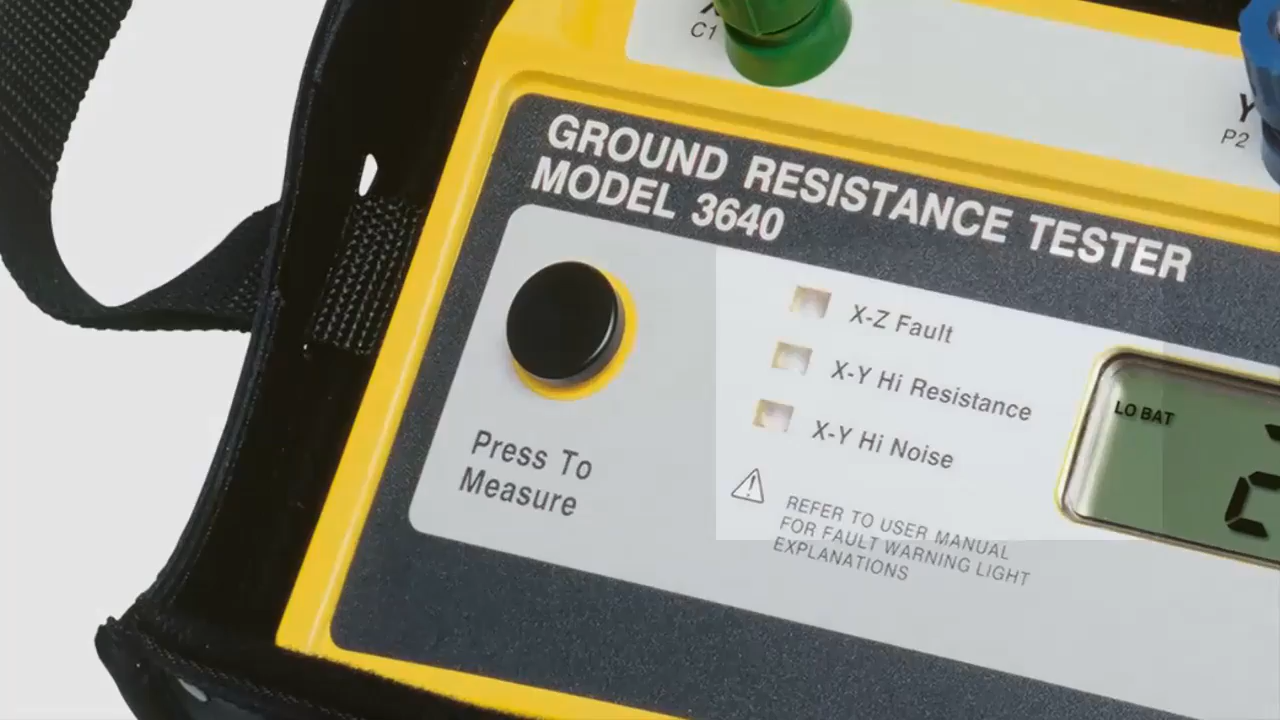 C1
Y
P2
GROUND RESISTANCE TESTER
MODEL 3640
X-Z Fault
X-Y Hi Resistance
X-Y Hi Noise
LO BAT
Press To
Measure
REFER TO USER MANUAL
FOR FAULT WARNING LIGHT
EXPLANATIONS